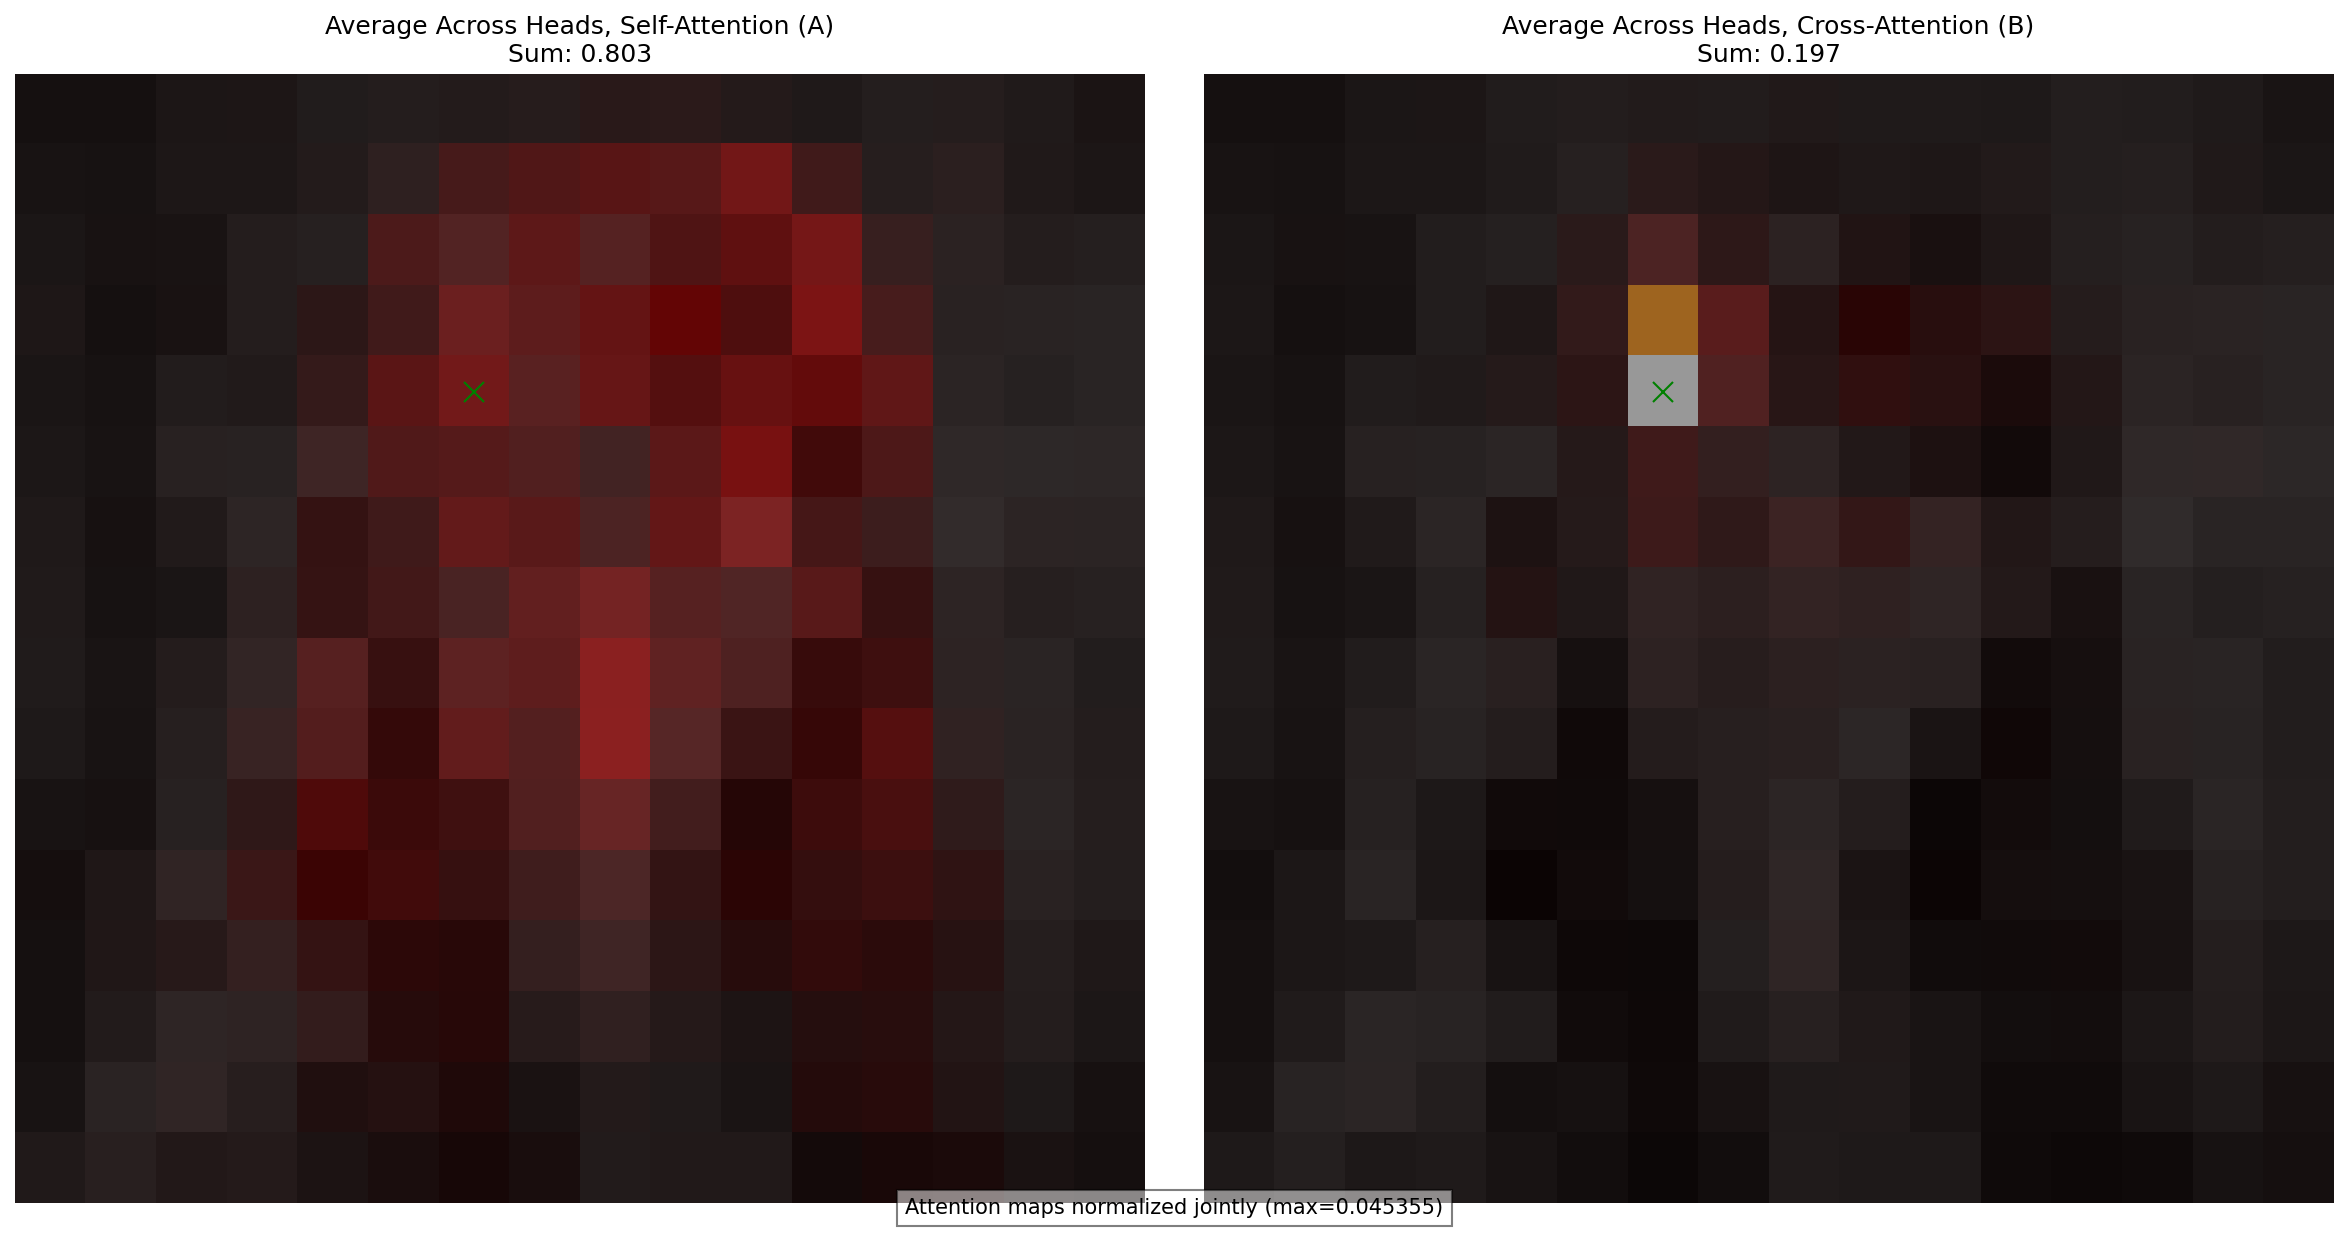 Average Across Heads, Self-Attention (A)
Sum: 0.803
Average Across Heads, Cross-Attention (B)
Sum: 0.197
Attention maps normalized jointly (max=0.045355)